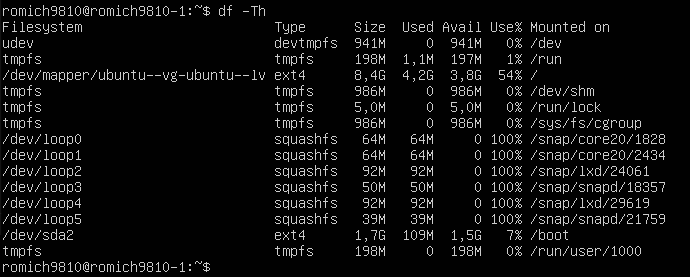 romich9810@romich9810-1:~$ df -Th
Filesystem                        Type      Size  Used Avail Use% Mounted on
udev                              devtmpfs  941M     0  941M   0% /dev
tmpfs                             tmpfs     198M  1,1M  197M   1% /run
/dev/mapper/ubuntu--vg-ubuntu--lv ext4      8,4G  4,2G  3,8G  54% /
tmpfs                             tmpfs     986M     0  986M   0% /dev/shm
tmpfs                             tmpfs     5,0M     0  5,0M   0% /run/lock
tmpfs                             tmpfs     986M     0  986M   0% /sys/fs/cgroup
/dev/loop0                        squashfs   64M   64M     0 100% /snap/core20/1828
/dev/loop1                        squashfs   64M   64M     0 100% /snap/core20/2434
/dev/loop2                        squashfs   92M   92M     0 100% /snap/lxd/24061
/dev/loop3                        squashfs   50M   50M     0 100% /snap/snapd/18357
/dev/loop4                        squashfs   92M   92M     0 100% /snap/lxd/29619
/dev/loop5                        squashfs   39M   39M     0 100% /snap/snapd/21759
/dev/sda2                         ext4      1,7G  109M  1,5G   7% /boot
tmpfs                             tmpfs     198M     0  198M   0% /run/user/1000
romich9810@romich9810-1:~$